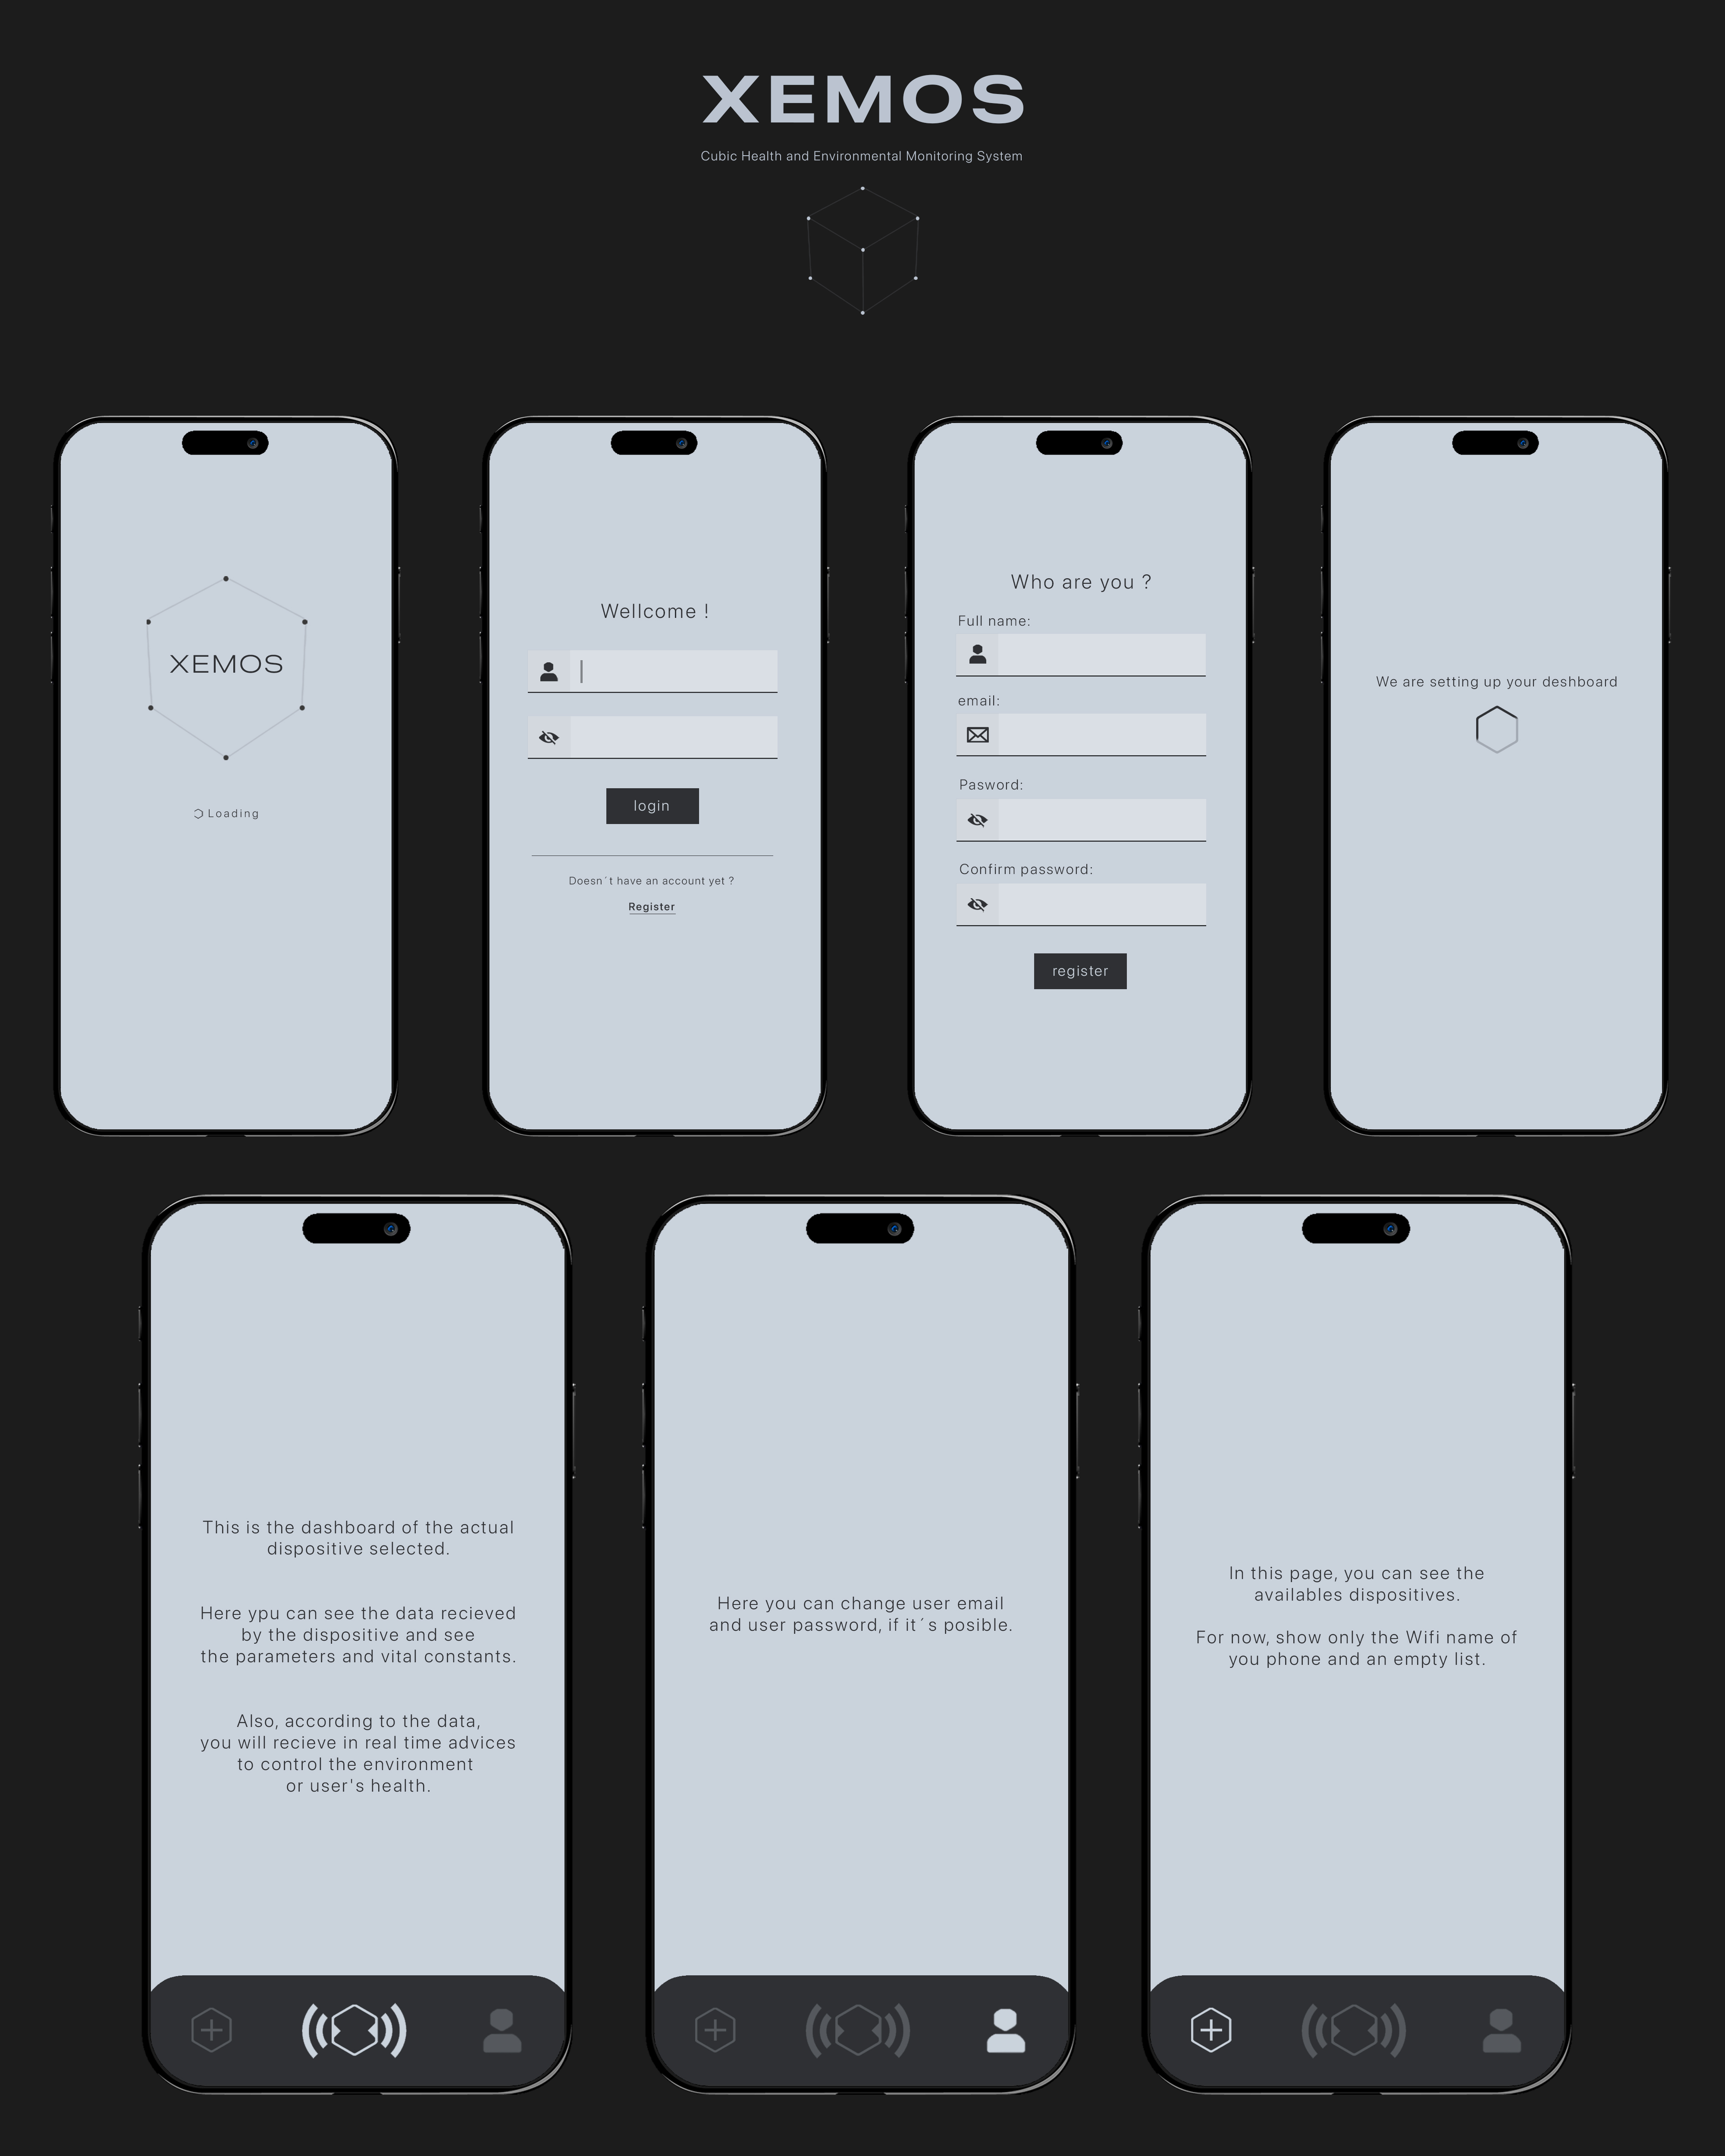 XEMOS
Cubic Health and Environmental Monitoring System
XEMOS
Loading
Wellcome !
login
Doesn´t have an account yet ?
Register
Who are you ?
Full name:
email:
Pasword:
Confirm password:
register
We are setting up your deshboard
This is the dashboard of the actual
dispositive selected.
Here ypu can see the data recieved
by the dispositive and see
the parameters and vital constants.
Also, according to the data,
you will recieve in real time advices
to control the environment
or user's health.
Here you can change user email
and user password, if it´s posible.
In this page, you can see the
availables dispositives.
For now, show only the Wifi name of
you phone and an empty list.